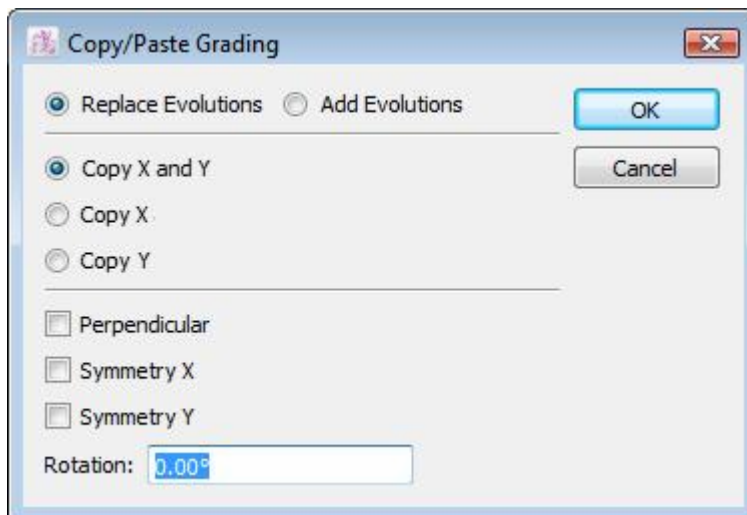 Copy/Paste Grading
Replace Evolutions Add Evolutions
OK
Copy X and Y
Cancel
Copy X
Copy Y
Perpendicular
Symmetry X
Symmetry Y
Rotation: 0.00°